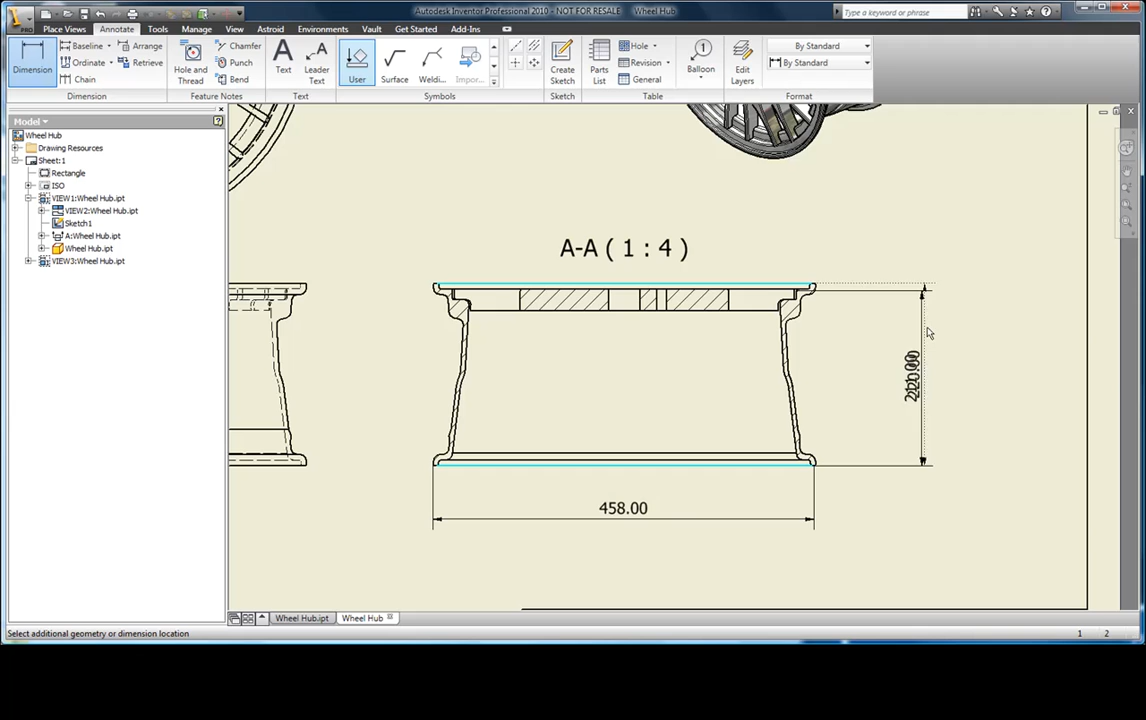 Autodesk Inventor Professional 2010 - NOT FOR RESALE Wheel Hub
Type a keyword or phrase
PRO
Place Views Annotate Tools Manage View Astroid Environments Vault Get Started Add-Ins
Dimension
Baseline Arrange
Ordinate Retrieve
Chain
Dimension
Hole and Thread
Chamfer
Punch
Bend
Feature Notes
Text
Leader Text
Text
User
Surface
Weldi...
Impor...
Symbols
Create Sketch
Sketch
Parts List
Hole
Revision
General
Table
Balloon
Edit Layers
By Standard
By Standard
Format
Model
Wheel Hub
Drawing Resources
Sheet:1
Rectangle
ISO
VIEW1:Wheel Hub.ipt
VIEW2:Wheel Hub.ipt
Sketch1
A:Wheel Hub.ipt
Wheel Hub.ipt
VIEW3:Wheel Hub.ipt
A-A ( 1 : 4 )
458.00
Wheel Hub.ipt Wheel Hub
Select additional geometry or dimension location
1 2